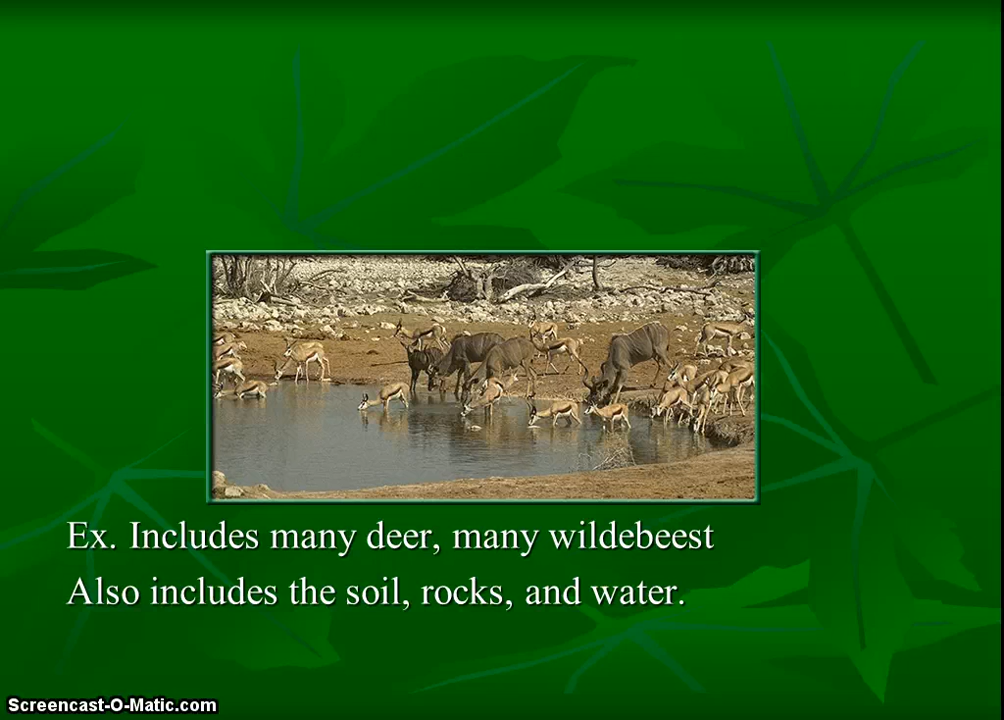 Ex. Includes many deer, many wildebeest
Also includes the soil, rocks, and water.
Screencast-O-Matic.com